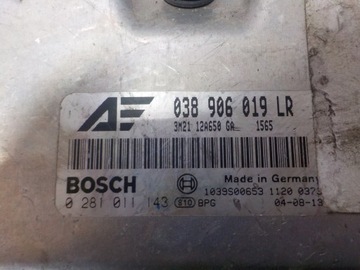 038 906 019 LR
3M21 12A650 GA 1565
BOSCH
Made in Germany
1039S00653 1120 0375
0 281 011 143 e10 BPG 04-08-13